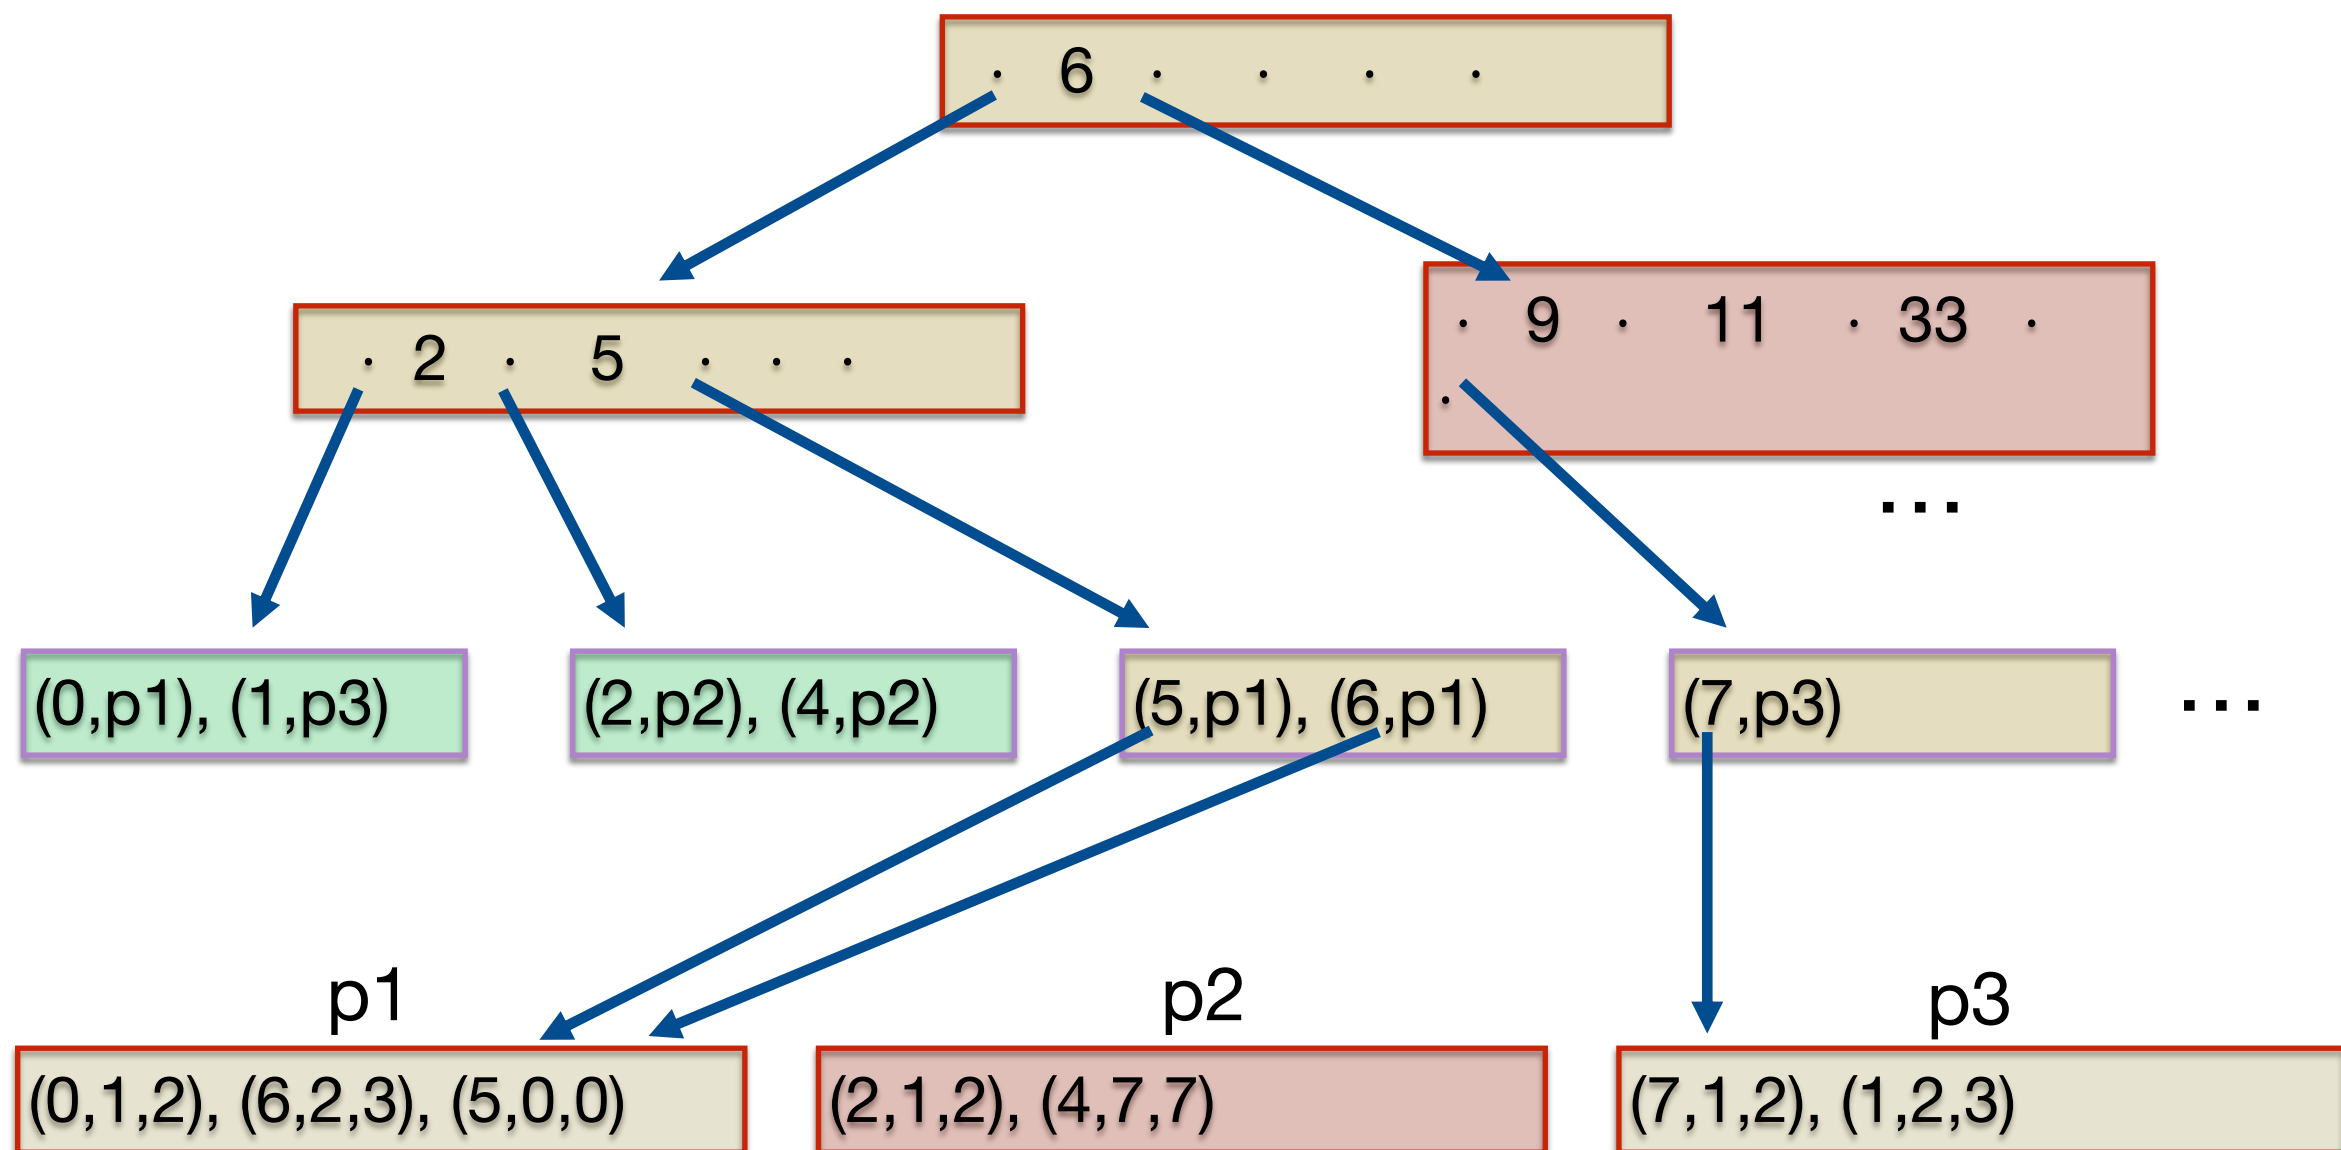 · 6 · · · ·
· 2 · 5 · · ·
· 9 · 11 · 33 ·
·
...
(0,p1), (1,p3)
(2,p2), (4,p2)
(5,p1), (6,p1)
(7,p3)
...
p1
p2
p3
(0,1,2), (6,2,3), (5,0,0)
(2,1,2), (4,7,7)
(7,1,2), (1,2,3)